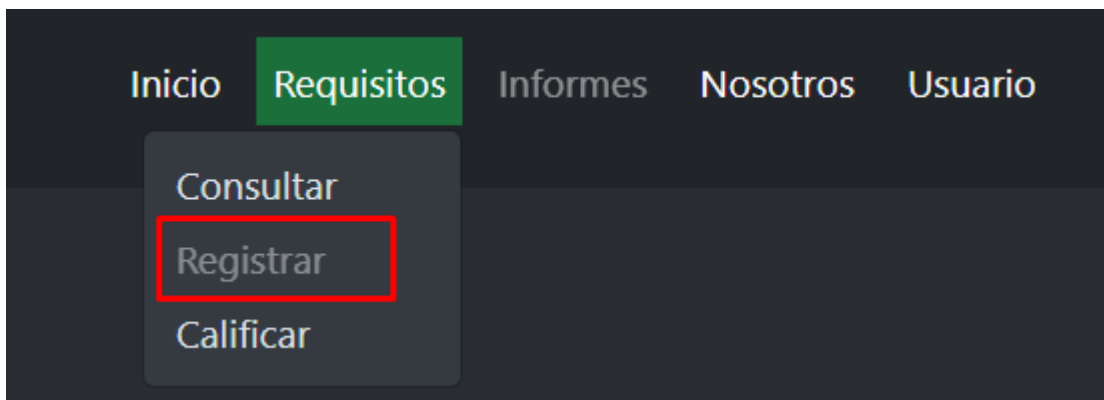 Inicio Requisitos Informes Nosotros Usuario
Consultar
Registrar
Calificar